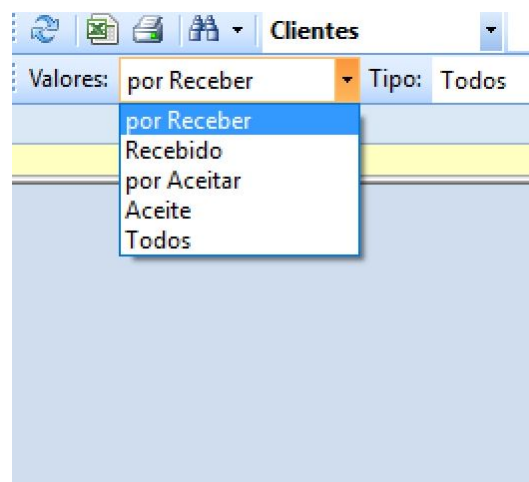 Clientes
Valores: por Receber Tipo: Todos
por Receber
Recebido
por Aceitar
Aceite
Todos